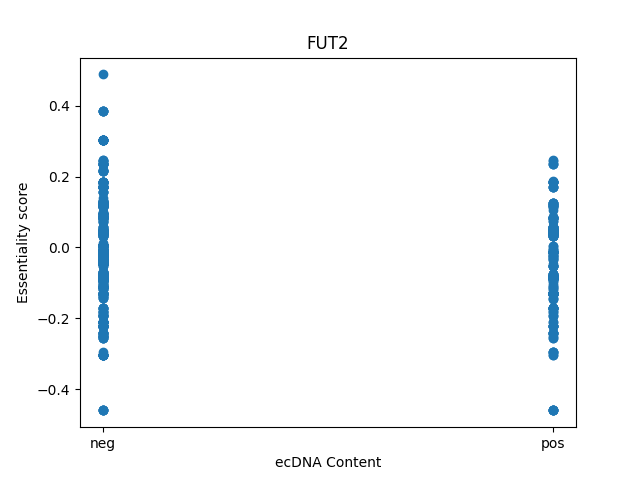 FUT2
0.4
0.2
0.0
−0.2
−0.4
Essentiality score
neg
pos
ecDNA Content